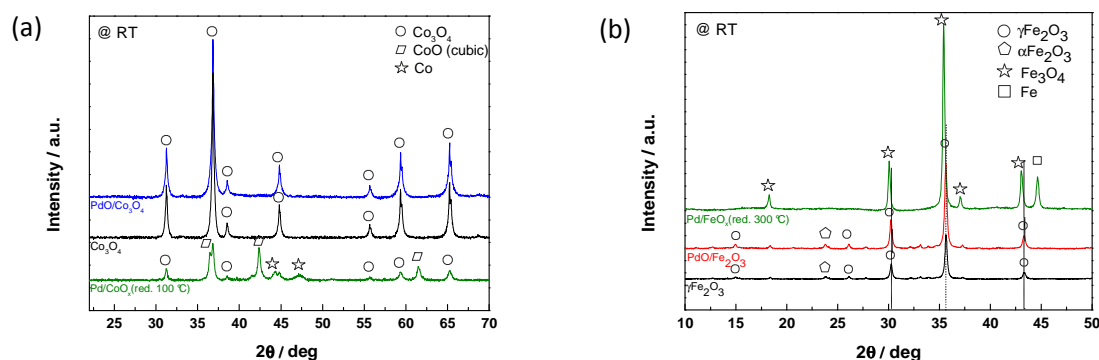 (a)
@ RT
Co₃O₄
CoO (cubic)
Co
Intensity / a.u.
PdO/Co₃O₄
Co₃O₄
Pd/CoOₓ(red. 100 °C)
25 30 35 40 45 50 55 60 65 70
2θ / deg
(b)
@ RT
γFe₂O₃
αFe₂O₃
Fe₃O₄
Fe
Intensity / a.u.
Pd/FeOₓ(red. 300 °C)
PdO/Fe₂O₃
γFe₂O₃
10 15 20 25 30 35 40 45 50
2θ / deg